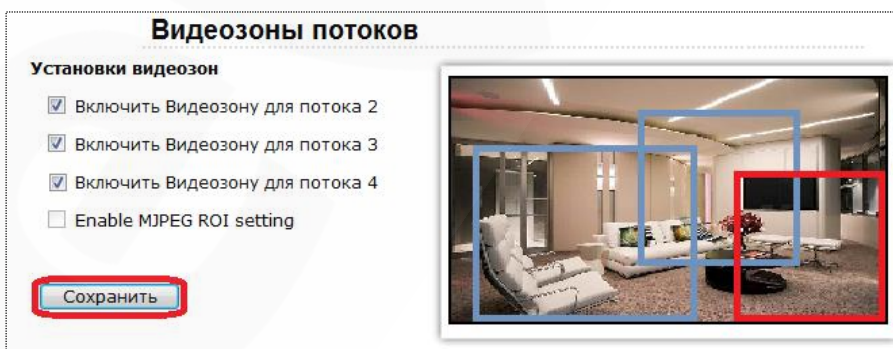 Видеозоны потоков
Установки видеозон
Включить Видеозону для потока 2
Включить Видеозону для потока 3
Включить Видеозону для потока 4
Enable MJPEG ROI setting
Сохранить